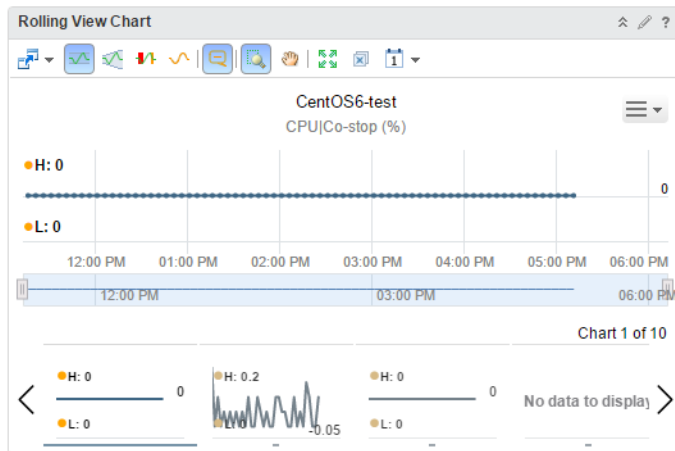 Rolling View Chart ?
1
CentOS6-test
CPU|Co-stop (%)
H: 0
0
L: 0
12:00 PM 01:00 PM 02:00 PM 03:00 PM 04:00 PM 05:00 PM 06:00 PM
12:00 PM 03:00 PM 06:00 PM
Chart 1 of 10
H: 0 H: 0.2 H: 0
0 0 No data to display
L: 0 L: 0 -0.05 L: 0
- - -